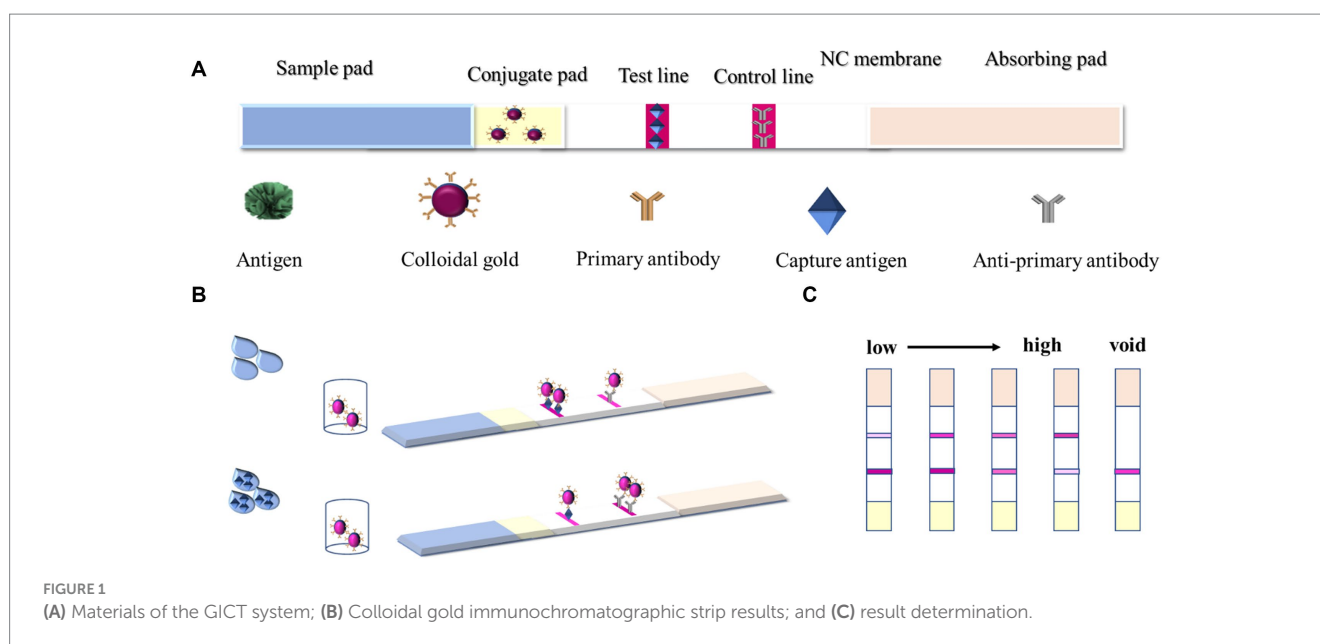 A
Sample pad
Conjugate pad
Test line
Control line
NC membrane
Absorbing pad
Antigen
Colloidal gold
Primary antibody
Capture antigen
Anti-primary antibody
B
C
low
high
void
FIGURE 1
(A) Materials of the GICT system; (B) Colloidal gold immunochromatographic strip results; and (C) result determination.